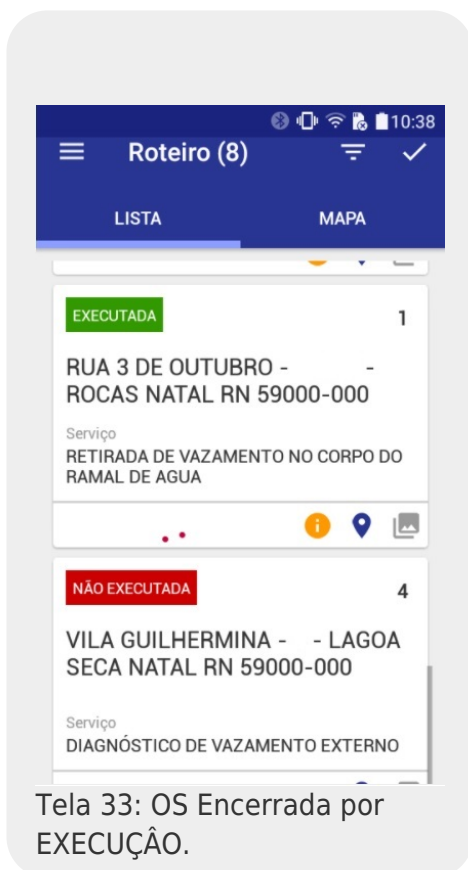 10:38
Roteiro (8)
LISTA MAPA
EXECUTADA 1
RUA 3 DE OUTUBRO - -
ROCAS NATAL RN 59000-000
Serviço
RETIRADA DE VAZAMENTO NO CORPO DO
RAMAL DE AGUA
NÃO EXECUTADA 4
VILA GUILHERMINA - - LAGOA
SECA NATAL RN 59000-000
Serviço
DIAGNÓSTICO DE VAZAMENTO EXTERNO
Tela 33: OS Encerrada por
EXECUÇÂO.